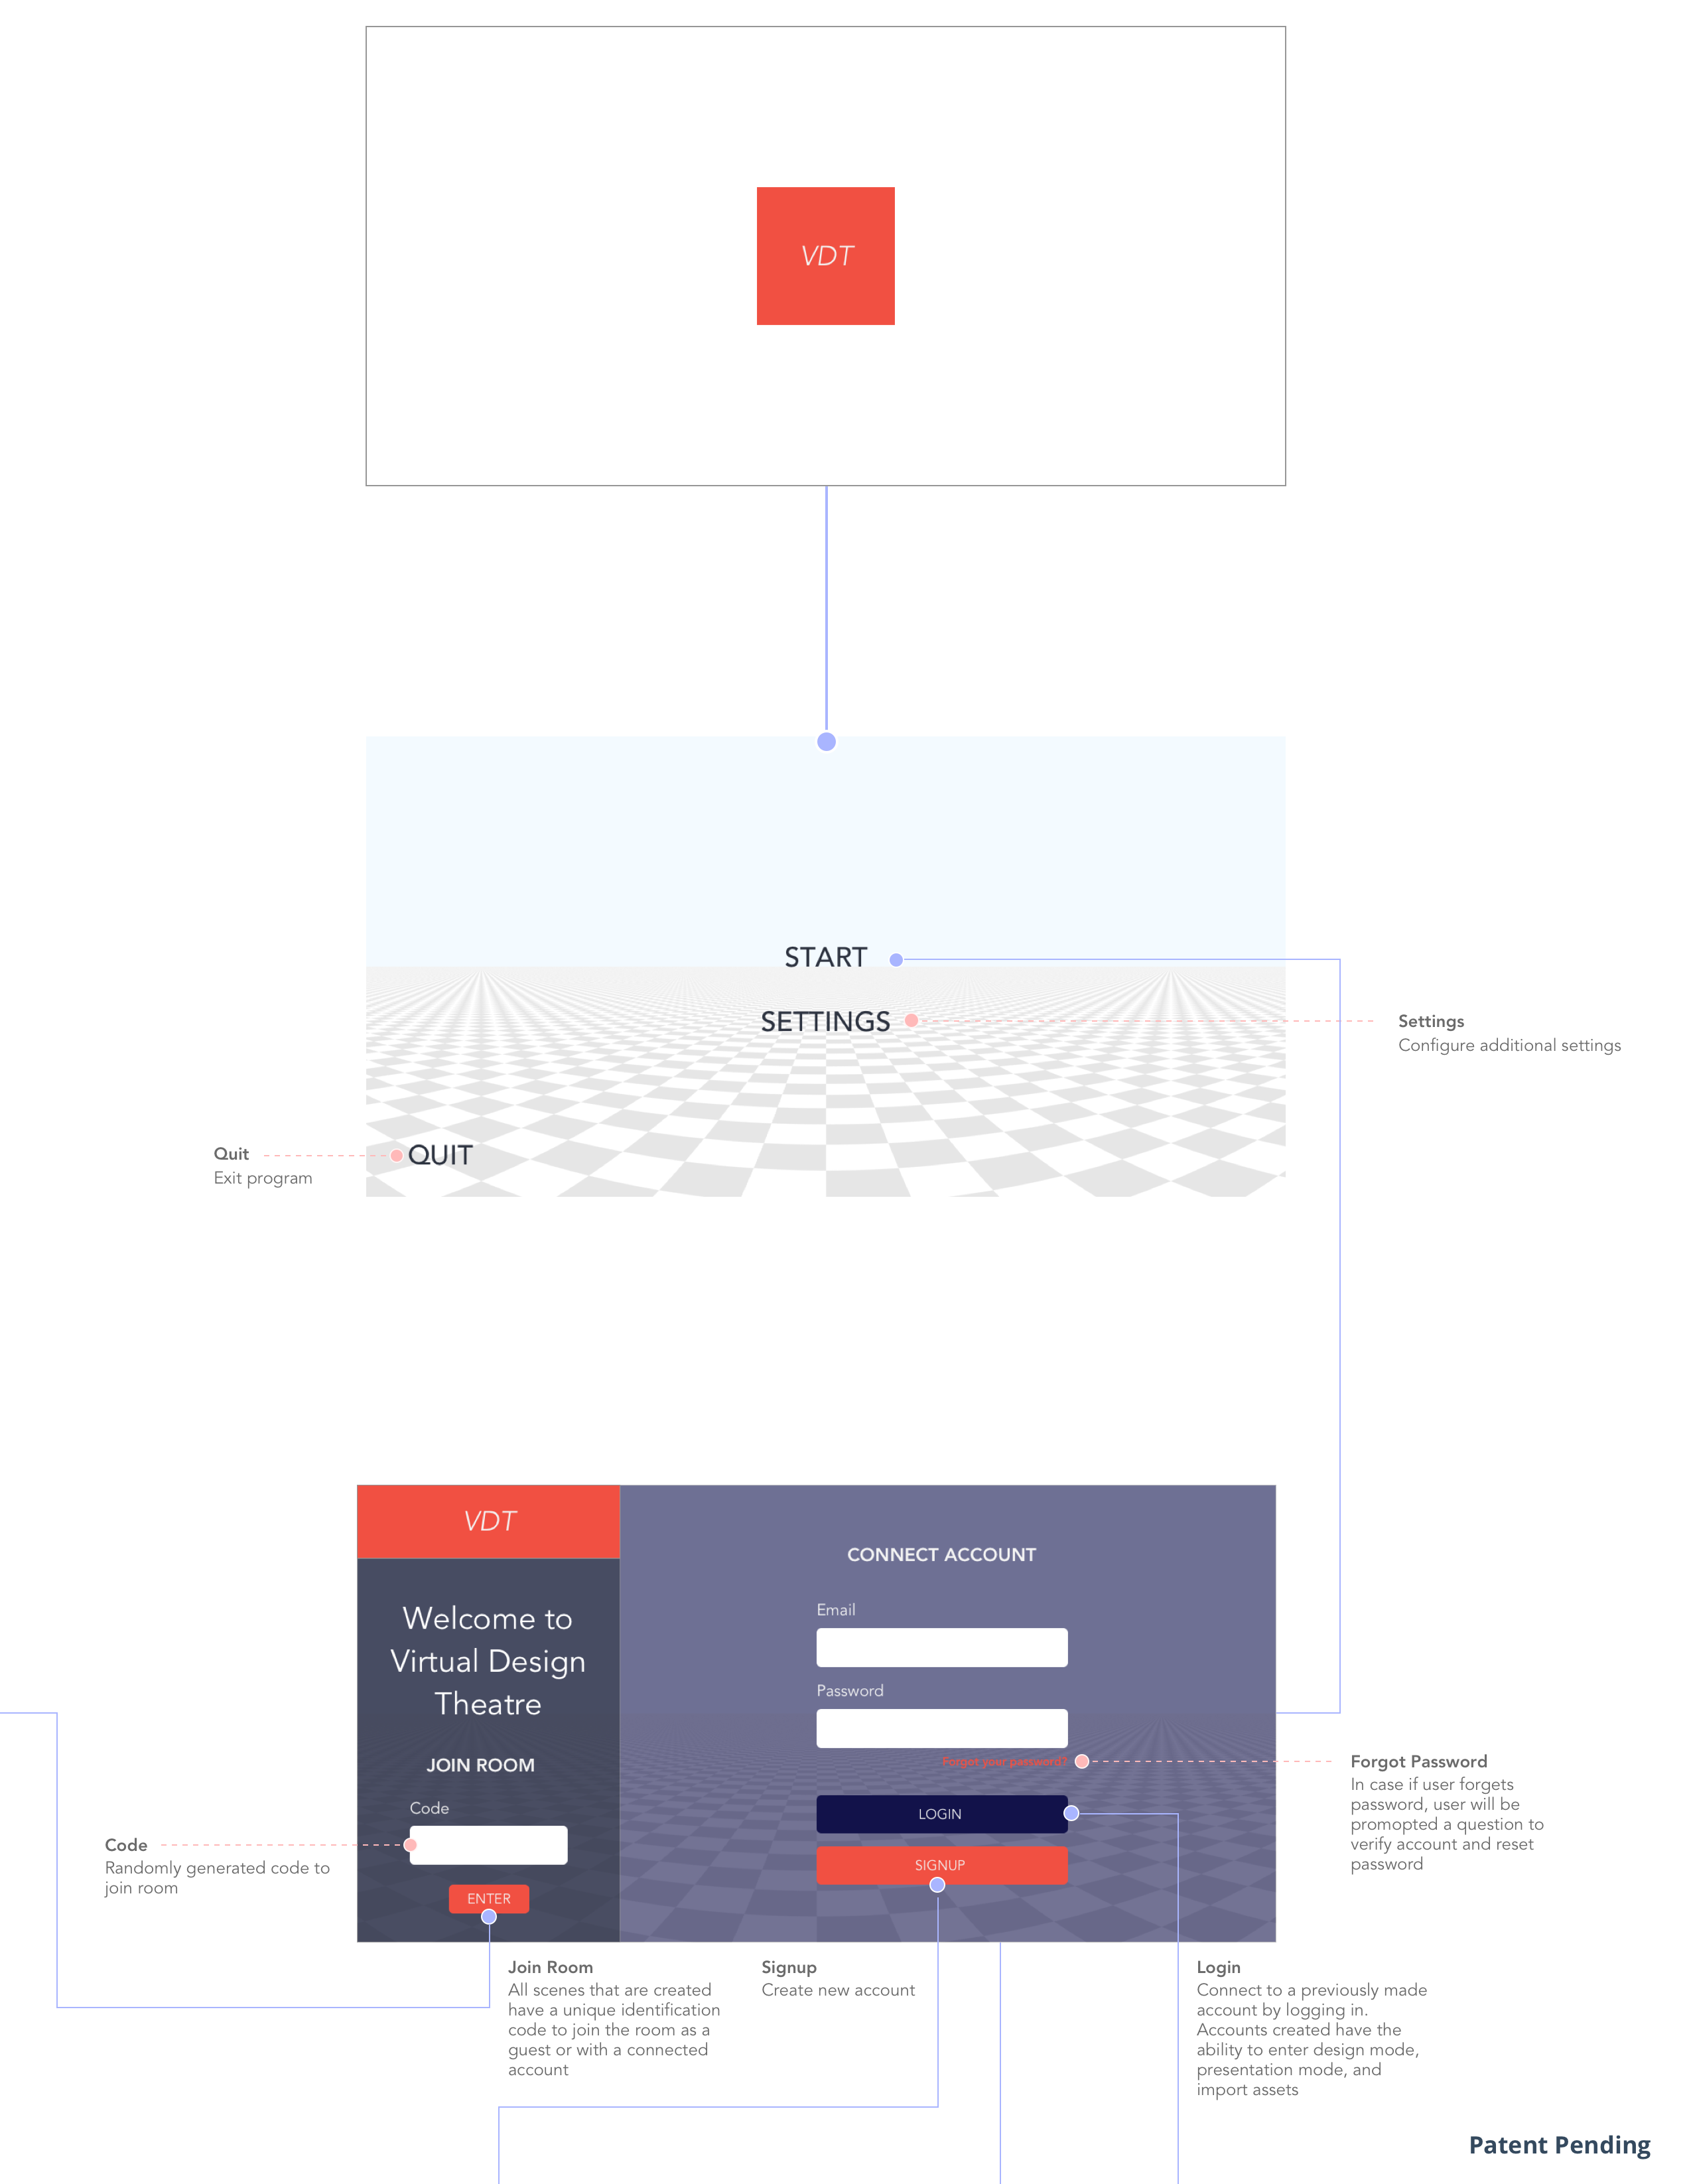 VDT
START
SETTINGS
Settings
Configure additional settings
Quit
Exit program
QUIT
VDT
Welcome to
Virtual Design
Theatre
JOIN ROOM
Code
ENTER
CONNECT ACCOUNT
Email
Password
Forgot your password?
LOGIN
SIGNUP
Forgot Password
In case if user forgets
password, user will be
promopted a question to
verify account and reset
password
Code
Randomly generated code to
join room
Join Room
All scenes that are created
have a unique identification
code to join the room as a
guest or with a connected
account
Signup
Create new account
Login
Connect to a previously made
account by logging in.
Accounts created have the
ability to enter design mode,
presentation mode, and
import assets
Patent Pending